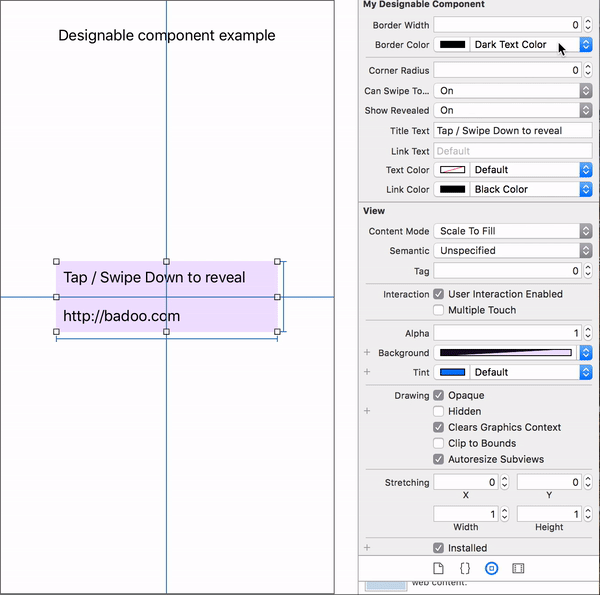 Designable component example
Tap / Swipe Down to reveal
http://badoo.com
My Designable Component
Border Width 0
Border Color Dark Text Color
Corner Radius 0
Can Swipe To... On
Show Revealed On
Title Text Tap / Swipe Down to reveal
Link Text Default
Text Color Default
Link Color Black Color
View
Content Mode Scale To Fill
Semantic Unspecified
Tag 0
Interaction User Interaction Enabled
Multiple Touch
Alpha 1
+ Background
+ Tint Default
Drawing Opaque
+ Hidden
Clears Graphics Context
Clip to Bounds
Autoresize Subviews
Stretching 0 0
X Y
1 1
Width Height
+ Installed
{}
web content.